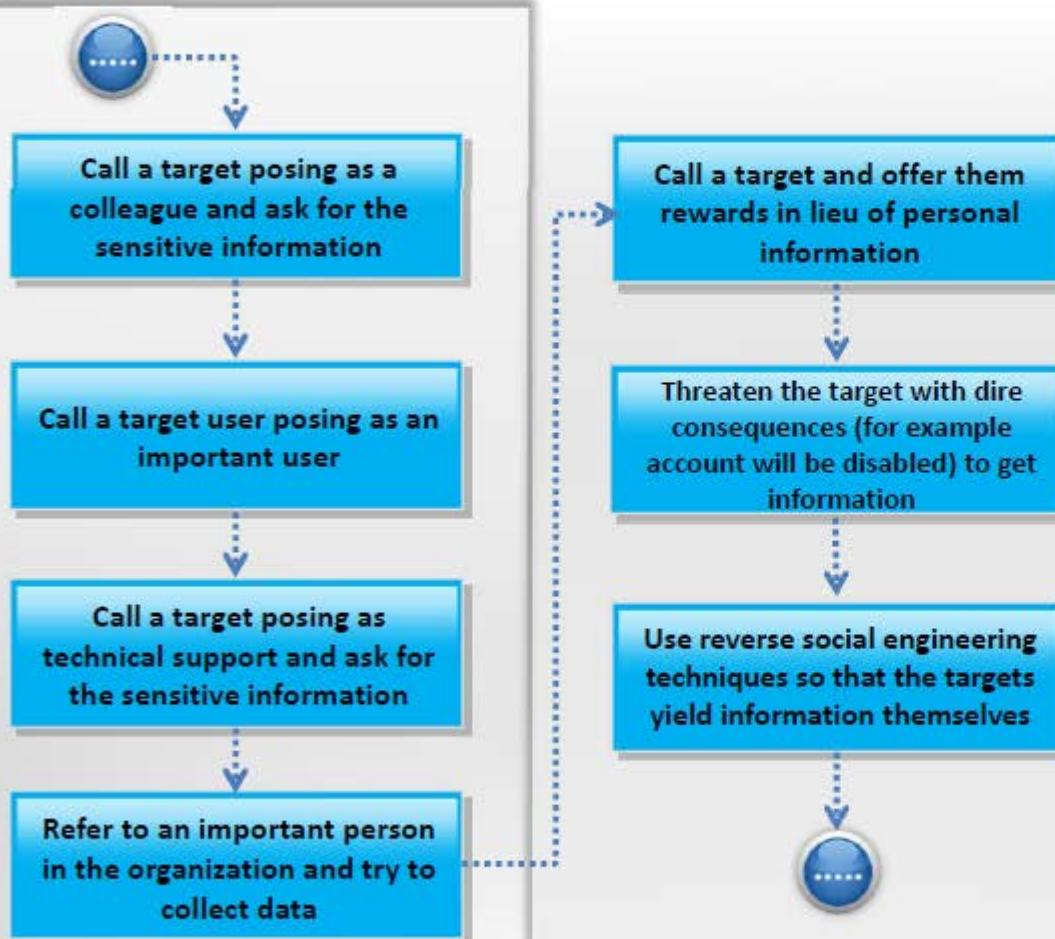 Call a target posing as a
colleague and ask for the
sensitive information
Call a target user posing as an
important user
Call a target posing as
technical support and ask for
the sensitive information
Refer to an important person
in the organization and try to
collect data
Call a target and offer them
rewards in lieu of personal
information
Threaten the target with dire
consequences (for example
account will be disabled) to get
information
Use reverse social engineering
techniques so that the targets
yield information themselves